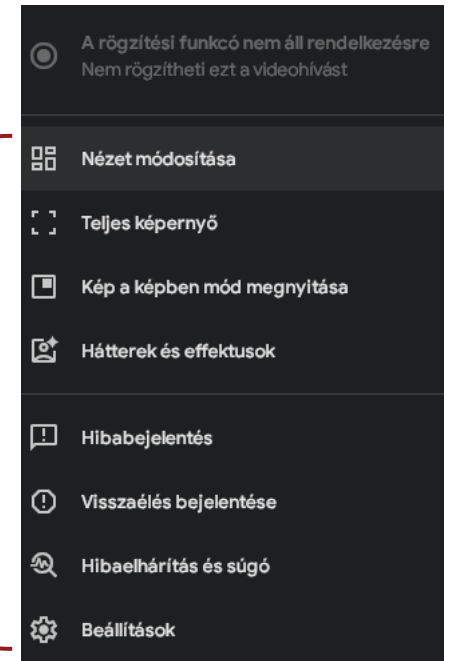 A rögzítési funkcó nem áll rendelkezésre
Nem rögzítheti ezt a videohívást
Nézet módosítása
Teljes képernyő
Kép a képben mód megnyitása
Hátterek és effektusok
Hibabejelentés
Visszaélés bejelentése
Hibaelhárítás és súgó
Beállítások